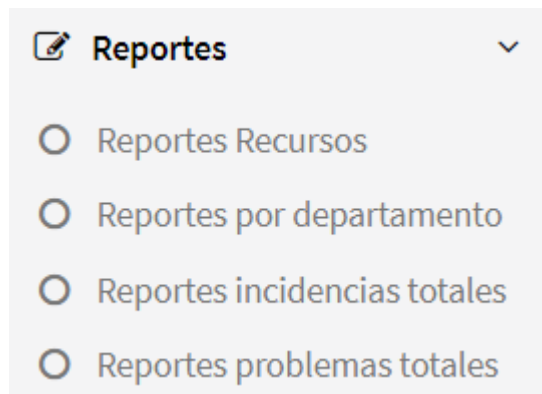 Reportes
Reportes Recursos
Reportes por departamento
Reportes incidencias totales
Reportes problemas totales